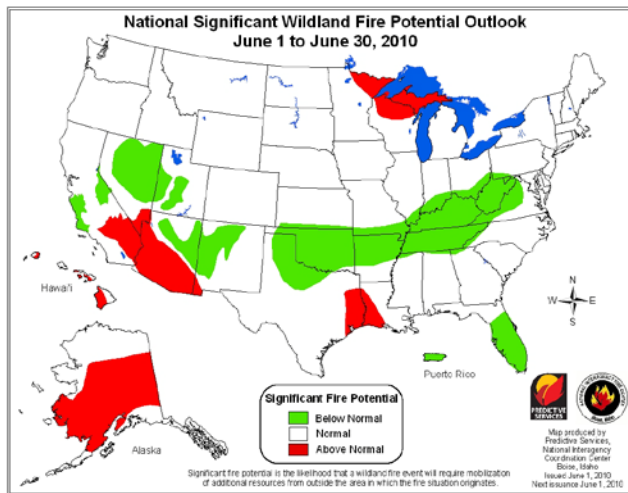 National Significant Wildland Fire Potential Outlook
June 1 to June 30, 2010
Hawai'i
N
W E
S
Puerto Rico
Alaska
Significant Fire Potential
Below Normal
Normal
Above Normal
PREDICTIVE
SERVICES
Map produced by
Predictive Services,
National Interagency
Coordination Center
Boise, Idaho
Issued June 1, 2010
Next issuance June 1, 2010
Significant fire potential is the likelihood that a wildland fire event will require mobilization
of additional resources from outside the area in which the fire situation originates.